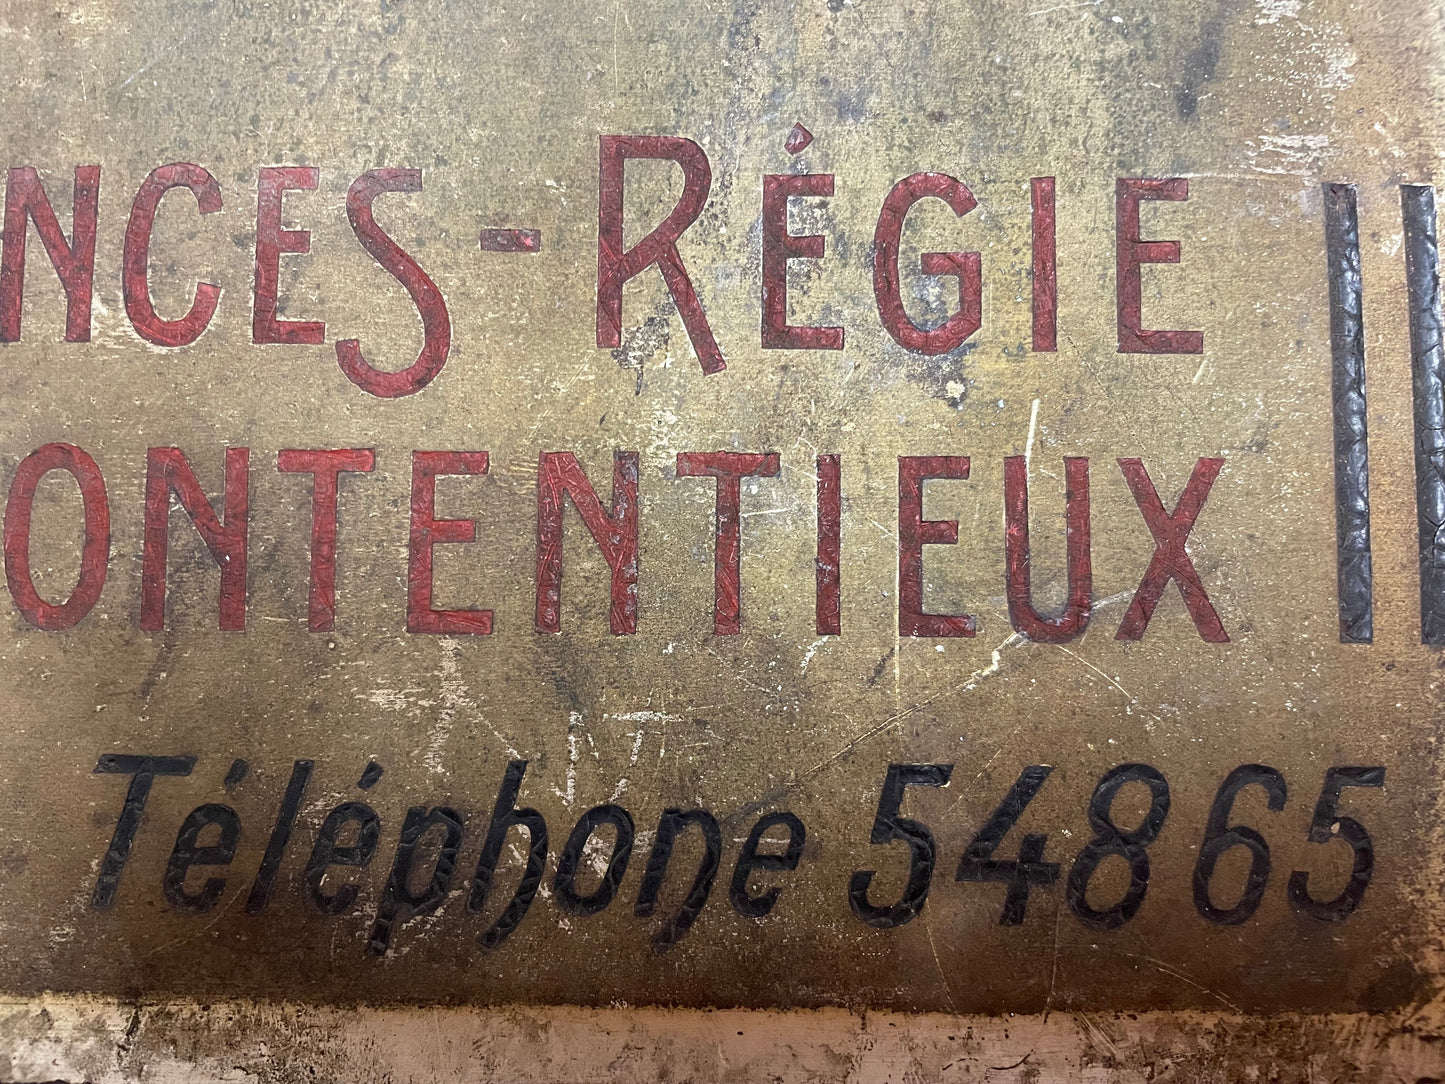 NCES - RÉGIE
ONTENTIEUX
Téléphone 54865